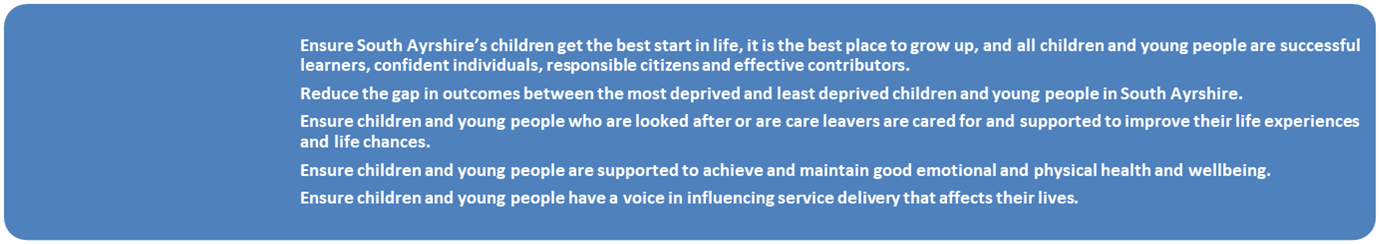 Ensure South Ayrshire’s children get the best start in life, it is the best place to grow up, and all children and young people are successful
learners, confident individuals, responsible citizens and effective contributors.
Reduce the gap in outcomes between the most deprived and least deprived children and young people in South Ayrshire.
Ensure children and young people who are looked after or are care leavers are cared for and supported to improve their life experiences
and life chances.
Ensure children and young people are supported to achieve and maintain good emotional and physical health and wellbeing.
Ensure children and young people have a voice in influencing service delivery that affects their lives.